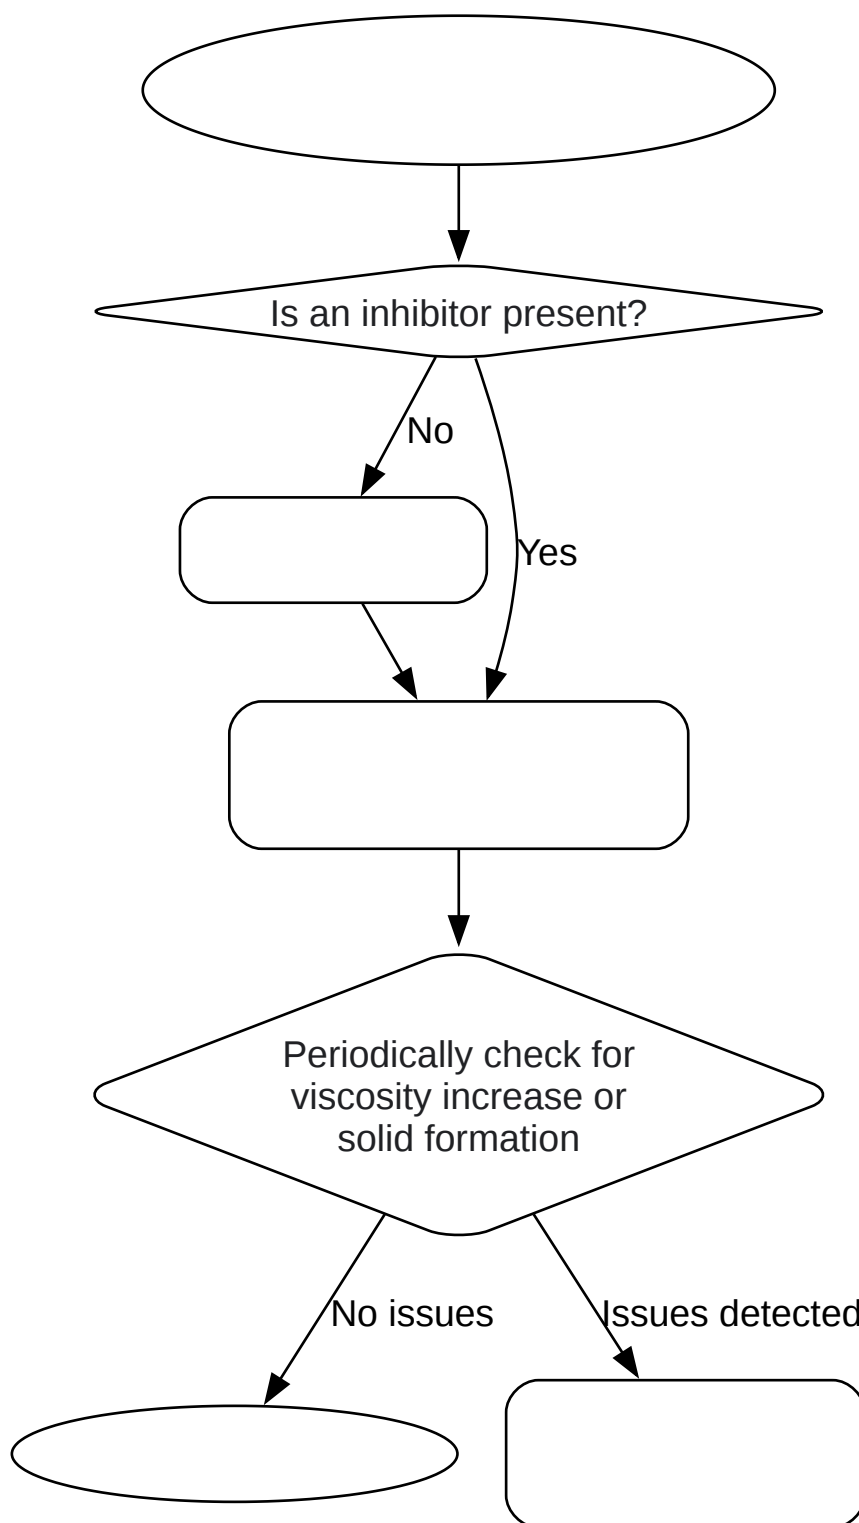 Is an inhibitor present?
No
Yes
Periodically check for
viscosity increase or
solid formation
No issues
Issues detected